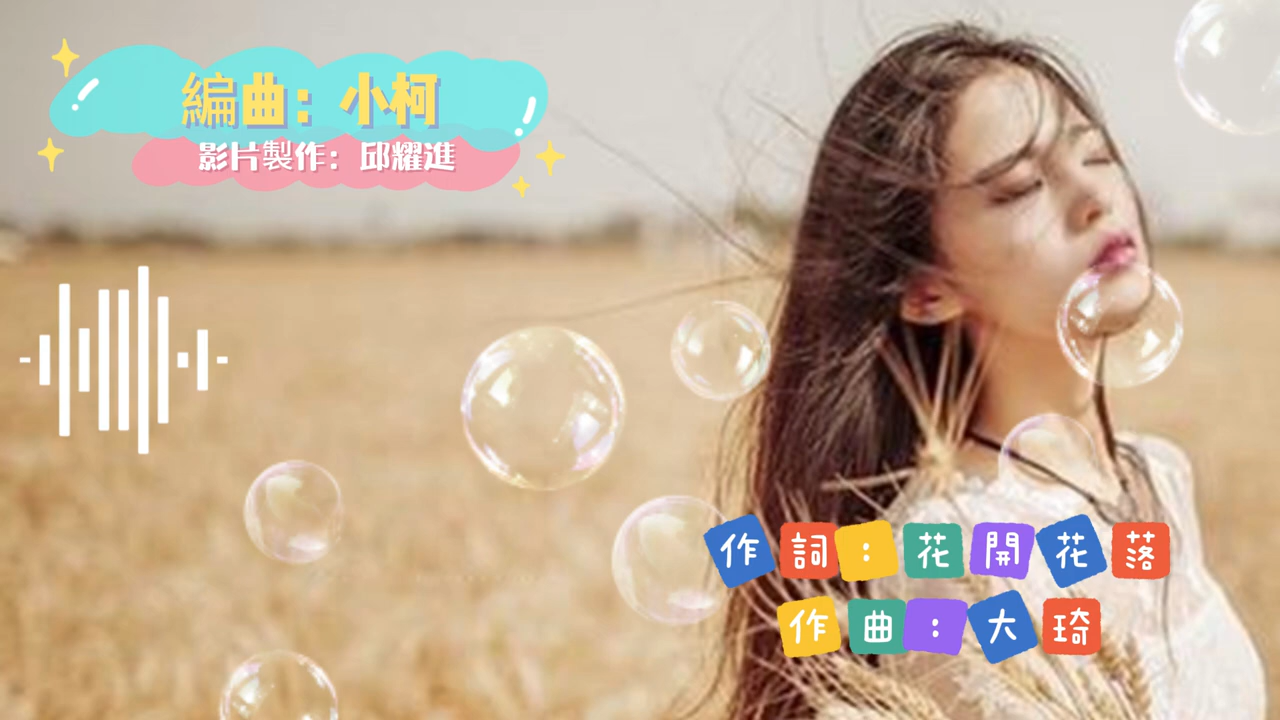 編曲：小柯
影片製作：邱耀進
作詞：花開花落
作曲：大琦